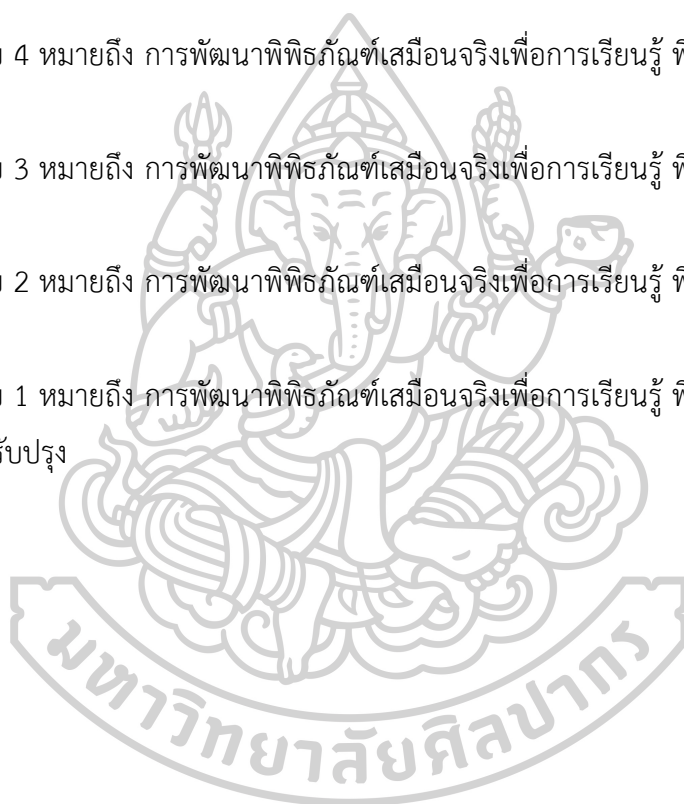 4 หมายถึง การพัฒนาพิพิธภัณฑ์เสมือนจริงเพื่อการเรียนรู้
3 หมายถึง การพัฒนาพิพิธภัณฑ์เสมือนจริงเพื่อการเรียนรู้
2 หมายถึง การพัฒนาพิพิธภัณฑ์เสมือนจริงเพื่อการเรียนรู้
1 หมายถึง การพัฒนาพิพิธภัณฑ์เสมือนจริงเพื่อการเรียนรู้
รับปรุง
มหาวิทยาลัยศิลปากร